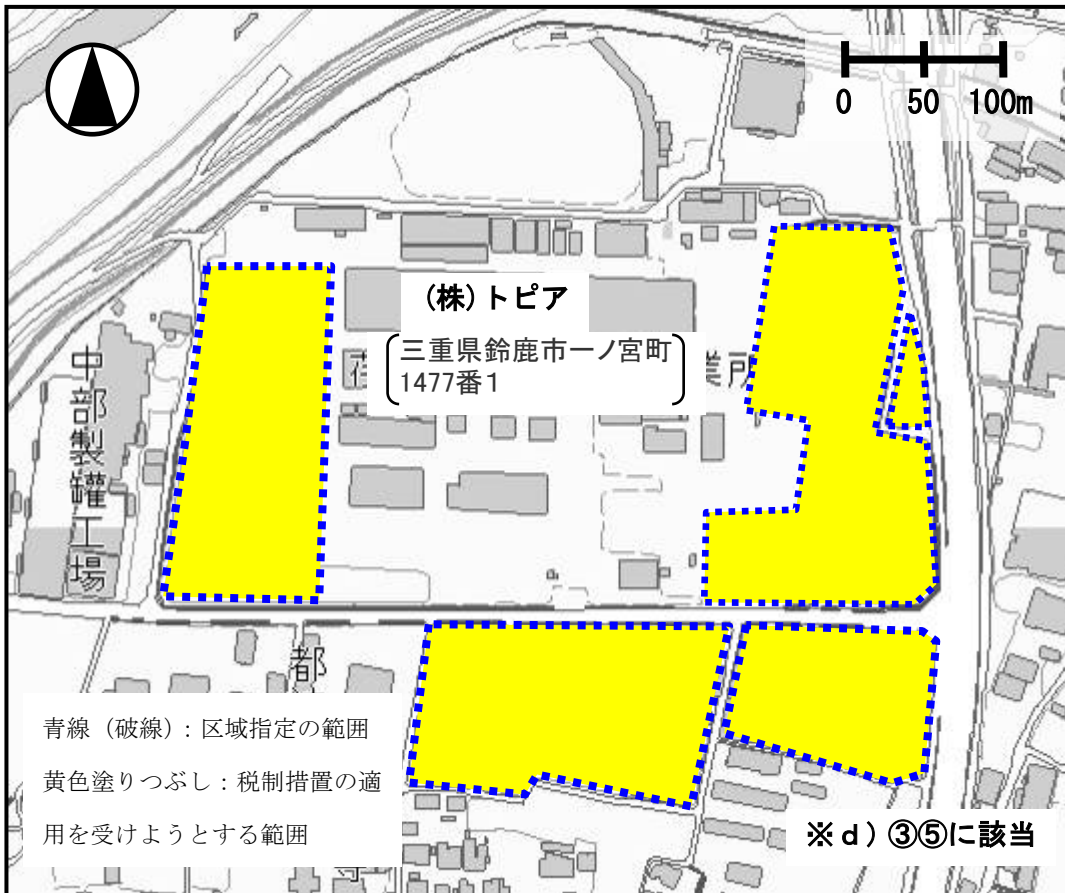 0 50 100m
(株)トピア
三重県鈴鹿市一ノ宮町
1477番1
業所
中部製罐工場
都
青線（破線）：区域指定の範囲
黄色塗りつぶし：税制措置の適
用を受けようとする範囲
※ｄ）③⑤に該当